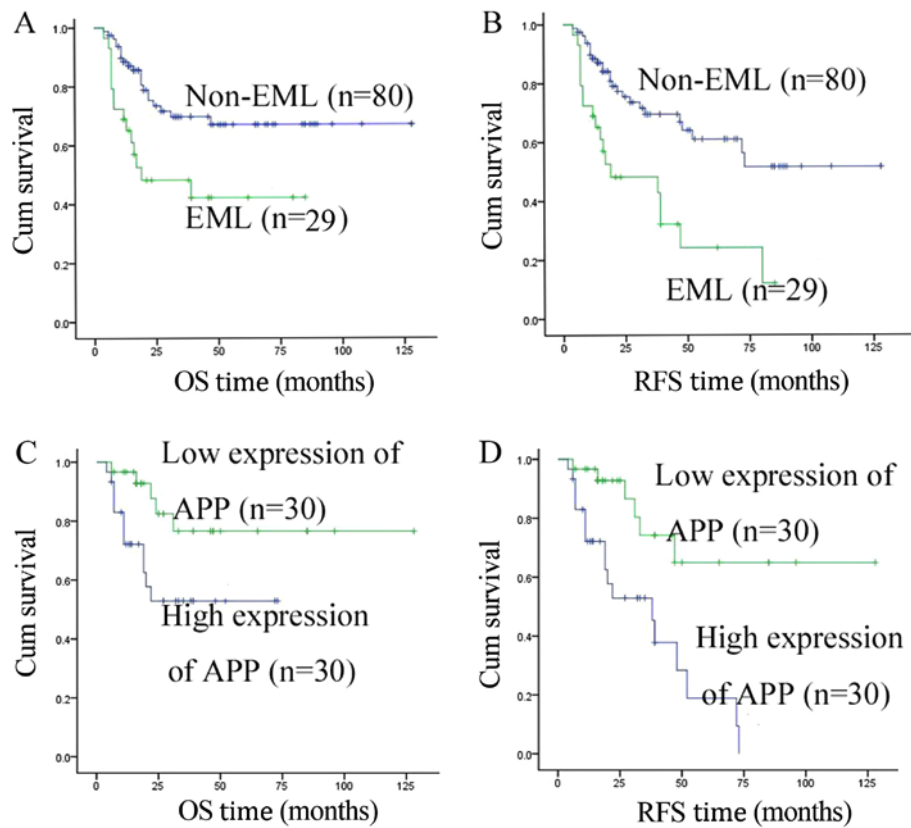 A
Cum survival
1.0
0.8
0.6
0.4
0.2
0.0
Non-EML (n=80)
EML (n=29)
0 25 50 75 100 125
OS time (months)
B
Cum survival
1.0
0.8
0.6
0.4
0.2
0.0
Non-EML (n=80)
EML (n=29)
0 25 50 75 100 125
RFS time (months)
C
Cum survival
1.0
0.8
0.6
0.4
0.2
0.0
Low expression of
APP (n=30)
High expression
of APP (n=30)
0 25 50 75 100 125
OS time (months)
D
Cum survival
1.0
0.8
0.6
0.4
0.2
0.0
Low expression of
APP (n=30)
High expression
of APP (n=30)
0 25 50 75 100 125
RFS time (months)